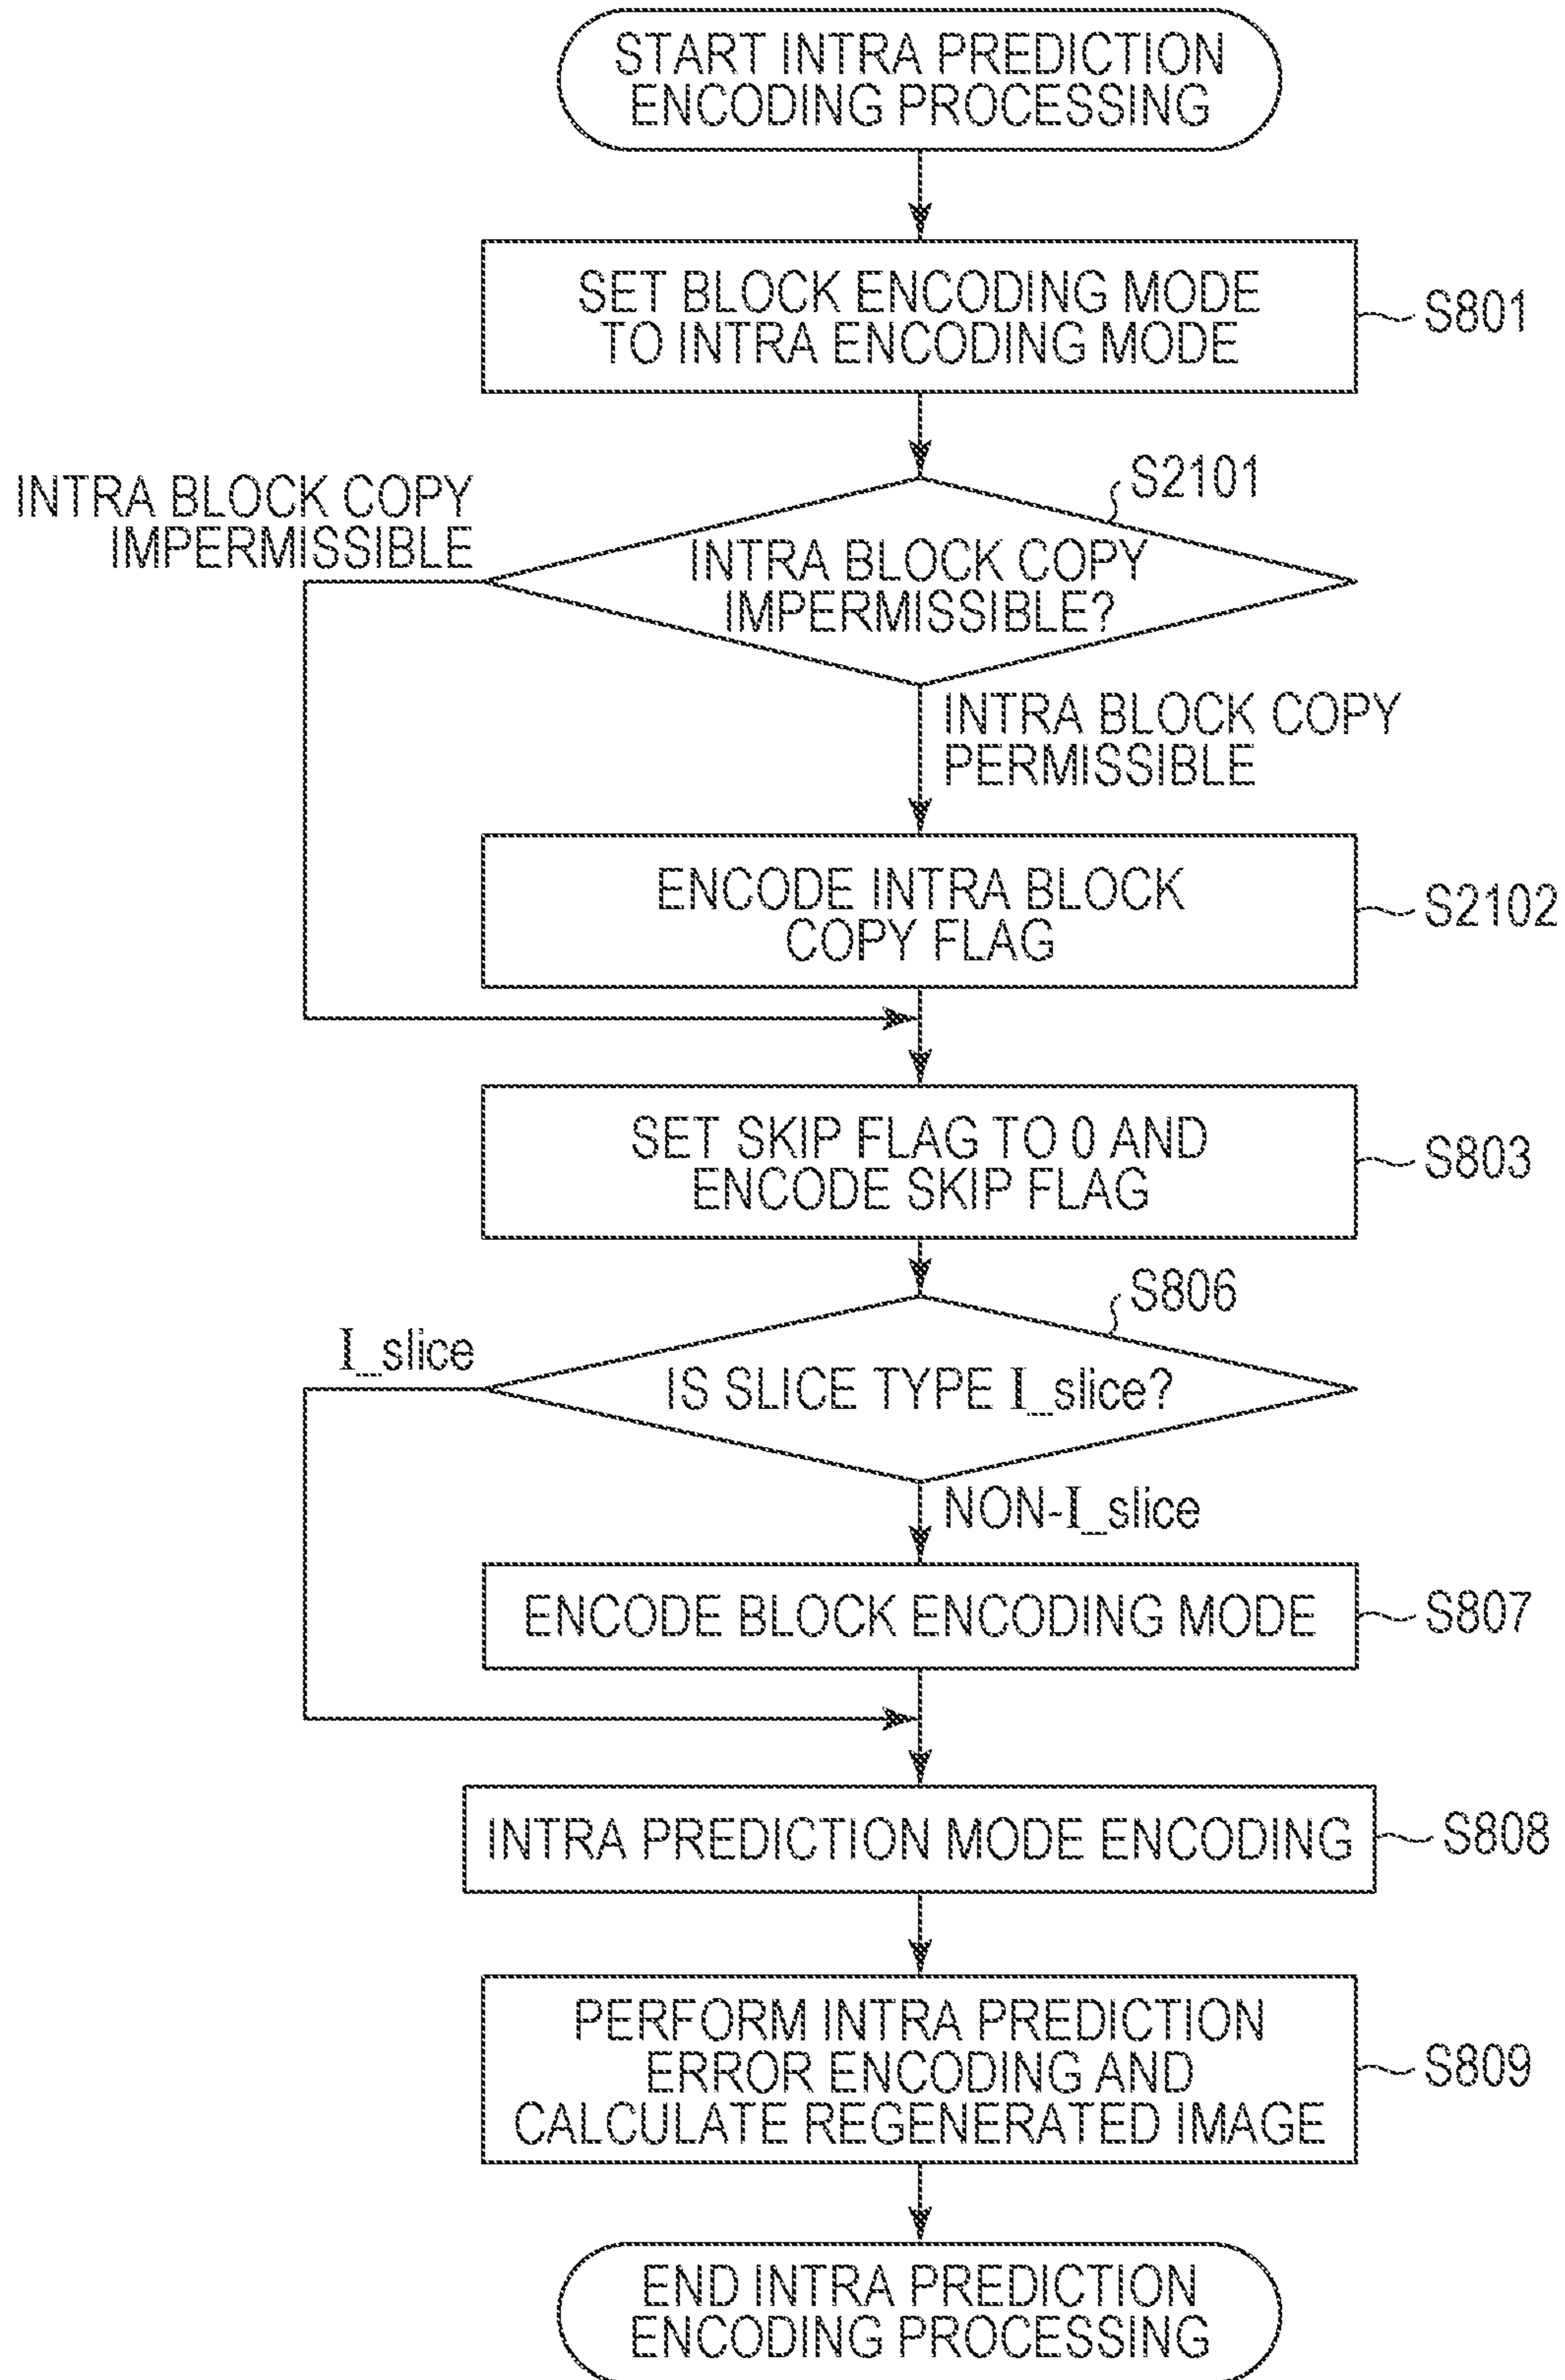 START INTRA PREDICTION
ENCODING PROCESSING
SET BLOCK ENCODING MODE
TO INTRA ENCODING MODE
S801
S2101
INTRA BLOCK COPY
IMPERMISSIBLE
INTRA BLOCK COPY
IMPERMISSIBLE?
INTRA BLOCK COPY
PERMISSIBLE
ENCODE INTRA BLOCK
COPY FLAG
S2102
SET SKIP FLAG TO 0 AND
ENCODE SKIP FLAG
S803
S806
I_slice
IS SLICE TYPE I_slice?
NON-I_slice
ENCODE BLOCK ENCODING MODE
S807
INTRA PREDICTION MODE ENCODING
S808
PERFORM INTRA PREDICTION
ERROR ENCODING AND
CALCULATE REGENERATED IMAGE
S809
END INTRA PREDICTION
ENCODING PROCESSING